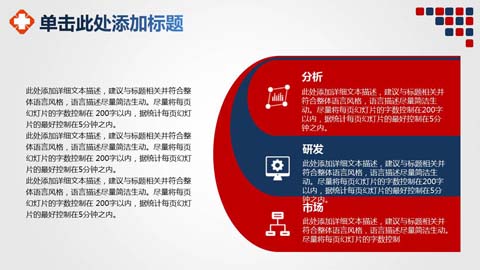 单击此处添加标题
此处添加详细文本描述，建议与标题相关并符合整
体语言风格，语言描述尽量简洁生动。尽量将每页
幻灯片的字数控制在 200字以内，据统计每页幻灯
片的最好控制在5分钟之内。
此处添加详细文本描述，建议与标题相关并符合整
体语言风格，语言描述尽量简洁生动。尽量将每页
幻灯片的字数控制在 200字以内，据统计每页幻灯
片的最好控制在5分钟之内。
此处添加详细文本描述，建议与标题相关并符合整
体语言风格，语言描述尽量简洁生动。尽量将每页
幻灯片的字数控制在 200字以内，据统计每页幻灯
片的最好控制在5分钟之内。
分析
此处添加详细文本描述，建议与标题相关并
符合整体语言风格，语言描述尽量简洁生
动。尽量将每页幻灯片的字数控制在200字
以内，据统计每页幻灯片的最好控制在5分
钟之内。
研发
此处添加详细文本描述，建议与标题相关并
符合整体语言风格，语言描述尽量简洁生
动。尽量将每页幻灯片的字数控制在200字
以内，据统计每页幻灯片的最好控制在5分
钟之内。
市场
此处添加详细文本描述，建议与标题相关并
符合整体语言风格，语言描述尽量简洁生动。
尽量将每页幻灯片的字数控制